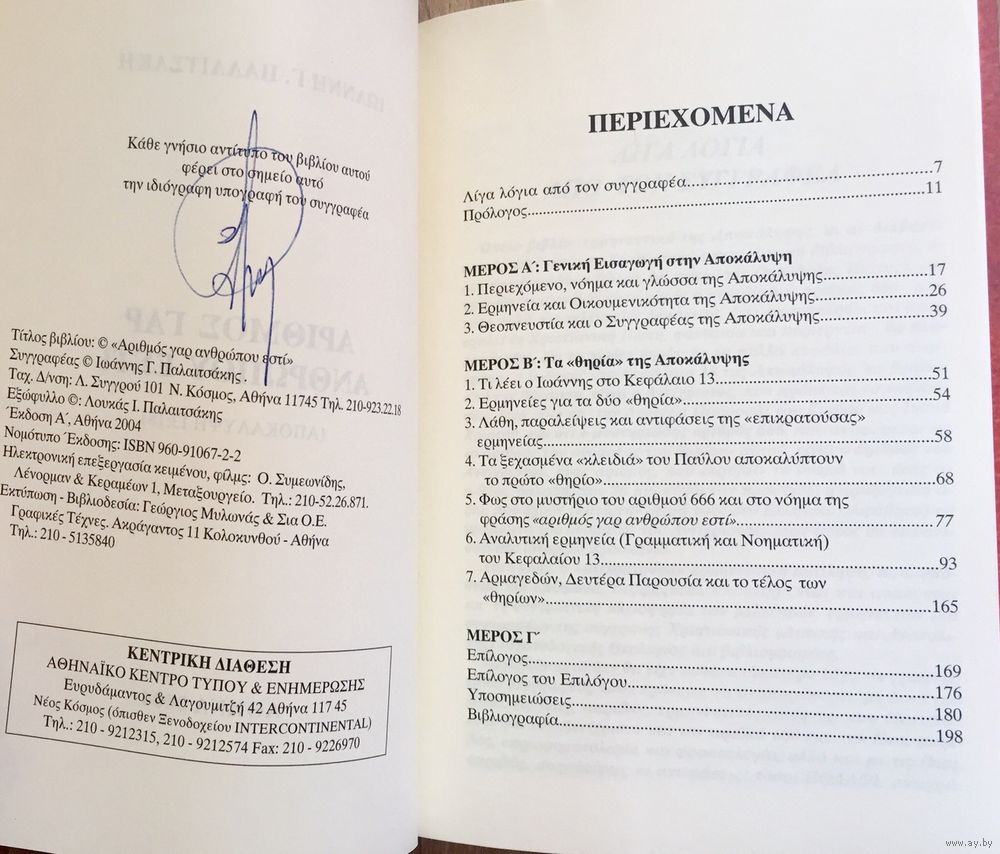 Κάθε γνήσιο αντίτυπο του βιβλίου αυτού
φέρει στο σημείο αυτό
την ιδιόγραφη υπογραφή του συγγραφέα
Τίτλος βιβλίου: © «Αριθμός γαρ ανθρώπου εστί»
Συγγραφέας © Ιωάννης Γ. Παλαιτσάκης .
Ταχ. Δ/νση: Λ. Συγγρού 101 Ν. Κόσμος, Αθήνα 11745 Τηλ. 210-923.22.18
Εξώφυλλο ©: Λουκάς Ι. Παλαιτσάκης
Έκδοση Α΄, Αθήνα 2004
Νομότυπο Έκδοσης: ISBN 960-91067-2-2
Ηλεκτρονική επεξεργασία κειμένου, φίλμς: Ο. Συμεωνίδης,
Λένορμαν & Κεραμέων 1, Μεταξουργείο. Τηλ.: 210-52.26.871.
Εκτύπωση - Βιβλιοδεσία: Γεώργιος Μυλωνάς & Σια Ο.Ε.
Γραφικές Τέχνες. Ακράγαντος 11 Κολοκυνθού - Αθήνα
Τηλ.: 210 - 5135840
ΚΕΝΤΡΙΚΗ ΔΙΑΘΕΣΗ
ΑΘΗΝΑΪΚΟ ΚΕΝΤΡΟ ΤΥΠΟΥ & ΕΝΗΜΕΡΩΣΗΣ
Ευρυδάμαντος & Λαγουμιτζή 42 Αθήνα 117 45
Νέος Κόσμος (όπισθεν Ξενοδοχείου INTERCONTINENTAL)
Τηλ.: 210 - 9212315, 210 - 9212574 Fax: 210 - 9226970
ΠΕΡΙΕΧΟΜΕΝΑ
Λίγα λόγια από τον συγγραφέα 7
Πρόλογος 11
ΜΕΡΟΣ Α΄: Γενική Εισαγωγή στην Αποκάλυψη
1. Περιεχόμενο, νόημα και γλώσσα της Αποκάλυψης 17
2. Ερμηνεία και Οικουμενικότητα της Αποκάλυψης 26
3. Θεοπνευστία και ο Συγγραφέας της Αποκάλυψης 39
ΜΕΡΟΣ Β΄: Τα «θηρία» της Αποκάλυψης
1. Τι λέει ο Ιωάννης στο Κεφάλαιο 13 51
2. Ερμηνείες για τα δύο «θηρία» 54
3. Λάθη, παραλείψεις και αντιφάσεις της «επικρατούσας»
ερμηνείας 58
4. Τα ξεχασμένα «κλειδιά» του Παύλου αποκαλύπτουν
το πρώτο «θηρίο» 68
5. Φως στο μυστήριο του αριθμού 666 και στο νόημα της
φράσης «αριθμός γαρ ανθρώπου εστί» 77
6. Αναλυτική ερμηνεία (Γραμματική και Νοηματική)
του Κεφαλαίου 13 93
7. Αρμαγεδών, Δευτέρα Παρουσία και το τέλος των
«θηρίων» 165
ΜΕΡΟΣ Γ΄
Επίλογος 169
Επίλογος του Επιλόγου 176
Υποσημειώσεις 180
Βιβλιογραφία 198
www.ay.by